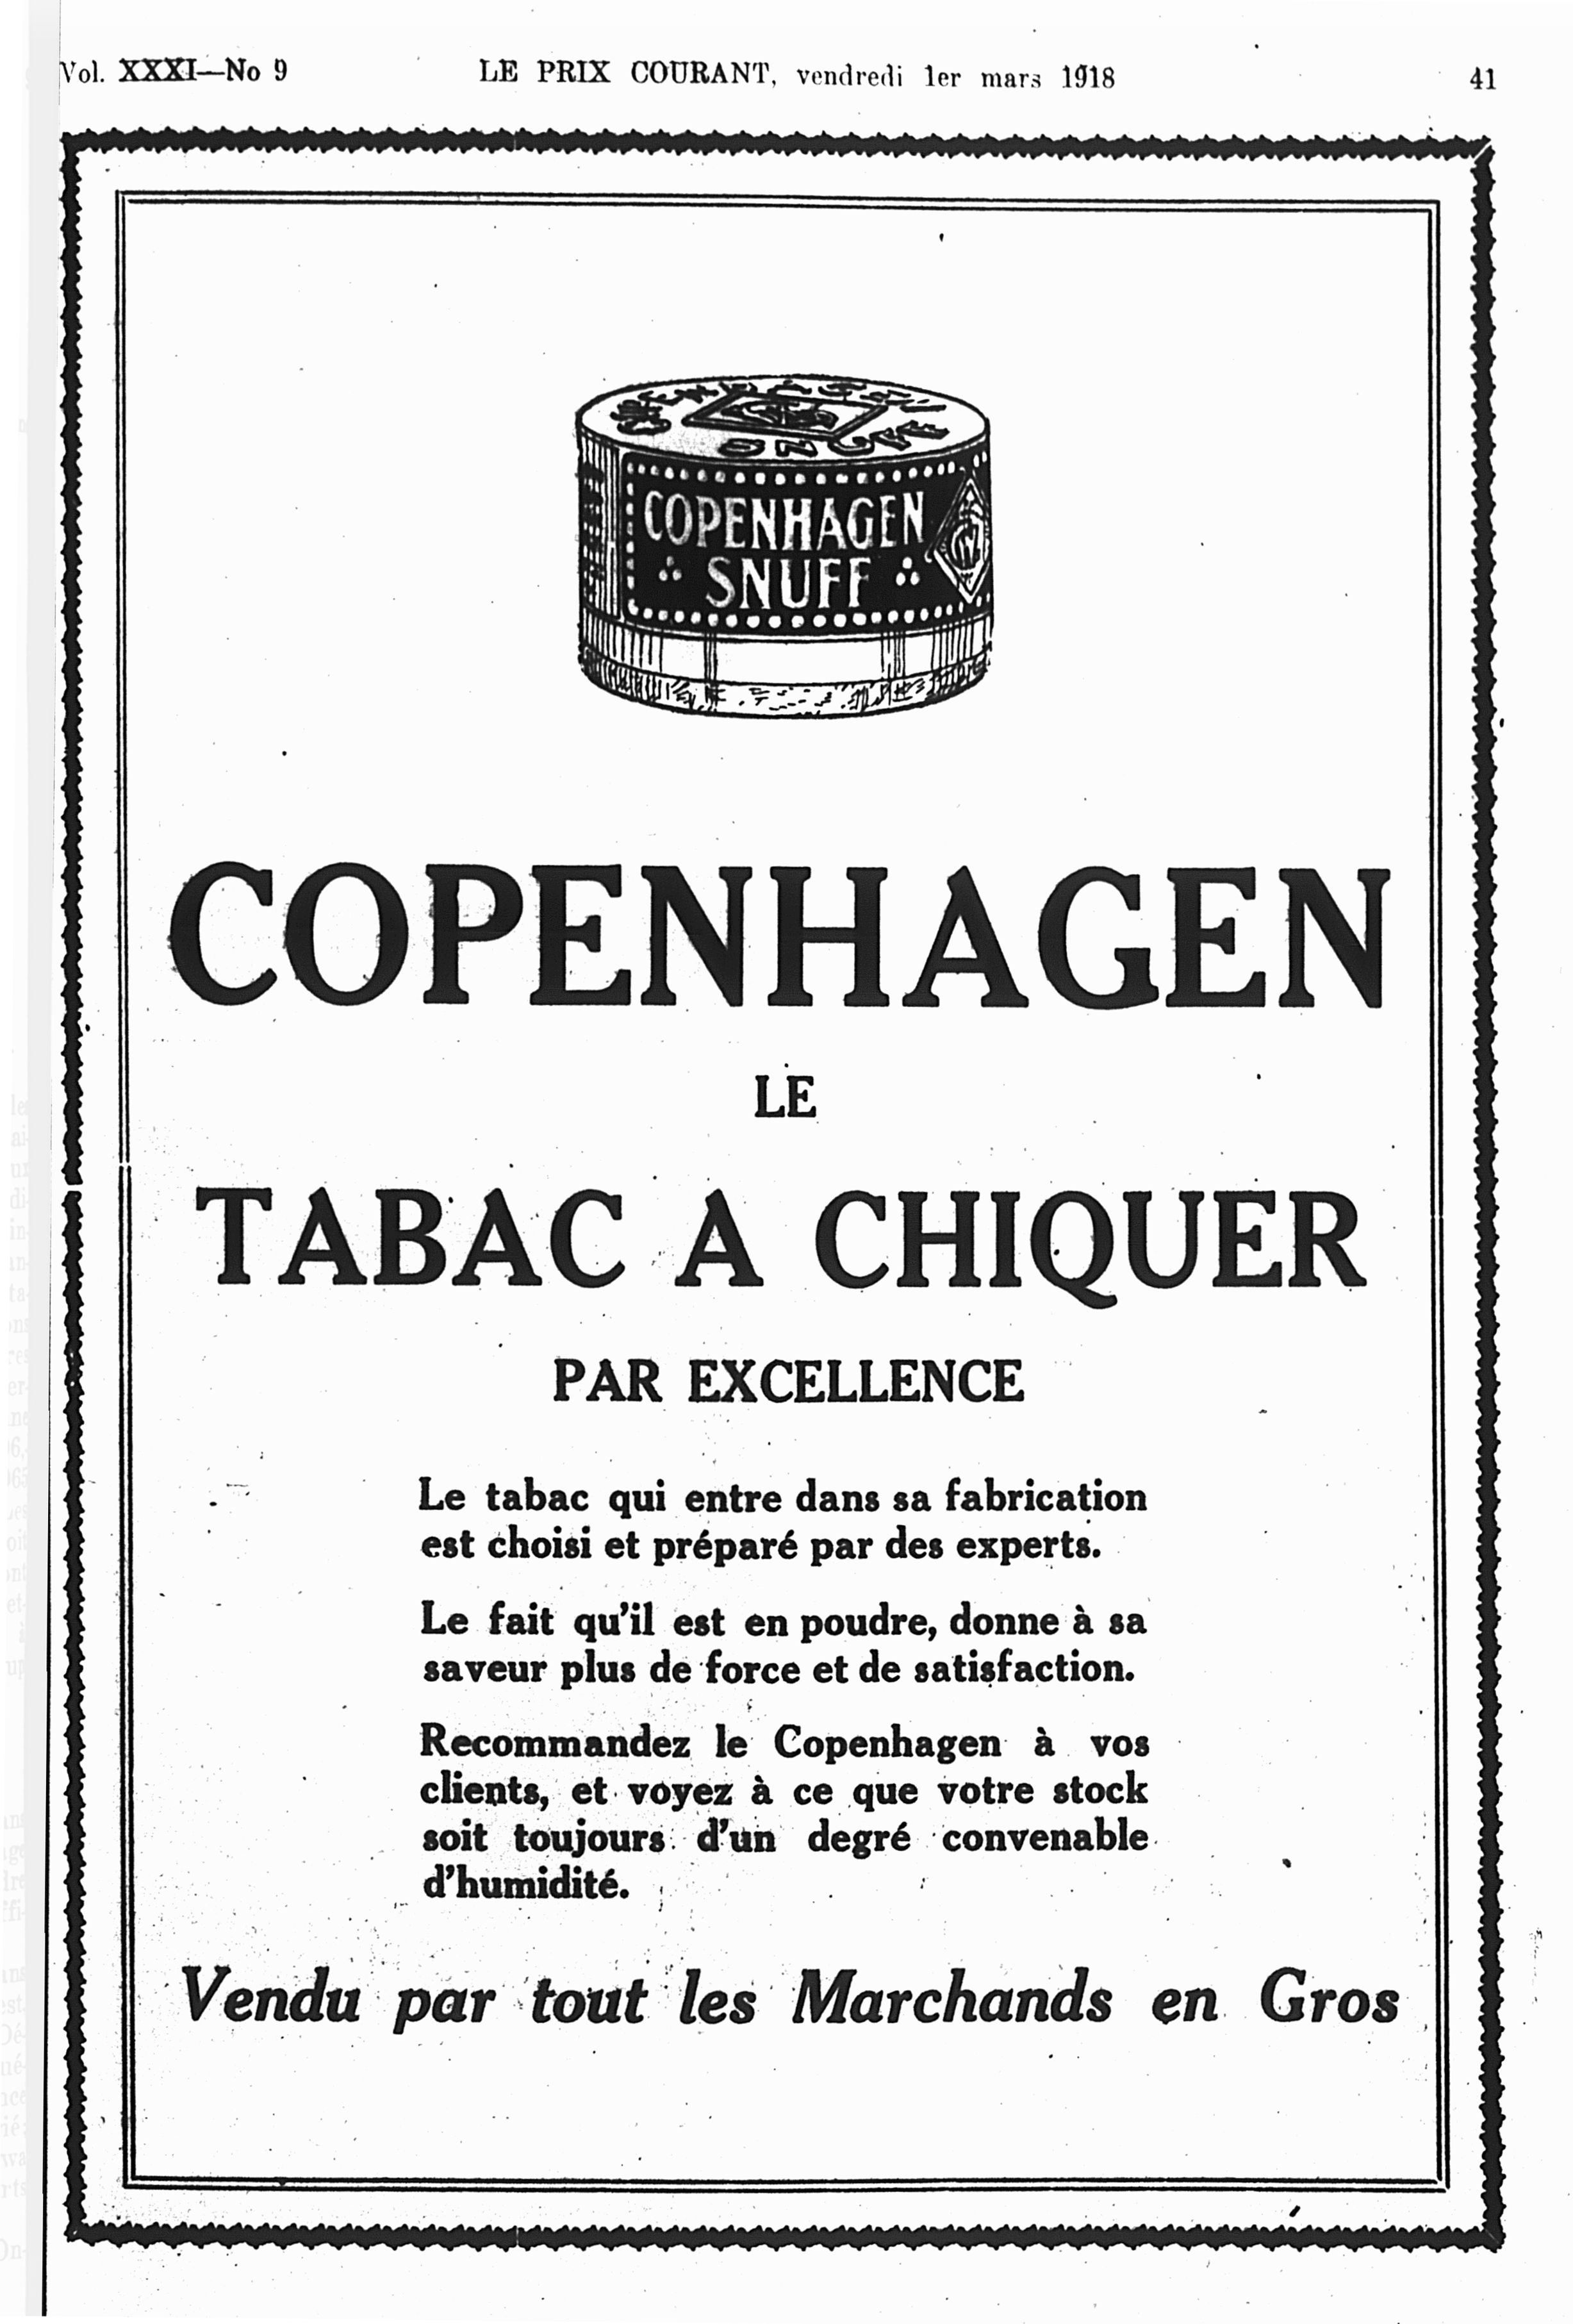 Vol. XXXI—No 9 LE PRIX COURANT, vendredi 1er mars 1918 41
COPENHAGEN
SNUFF
COPENHAGEN
LE
TABAC A CHIQUER
PAR EXCELLENCE
Le tabac qui entre dans sa fabrication
est choisi et préparé par des experts.
Le fait qu'il est en poudre, donne à sa
saveur plus de force et de satisfaction.
Recommandez le Copenhagen à vos
clients, et voyez à ce que votre stock
soit toujours d'un degré convenable
d'humidité.
Vendu par tout les Marchands en Gros